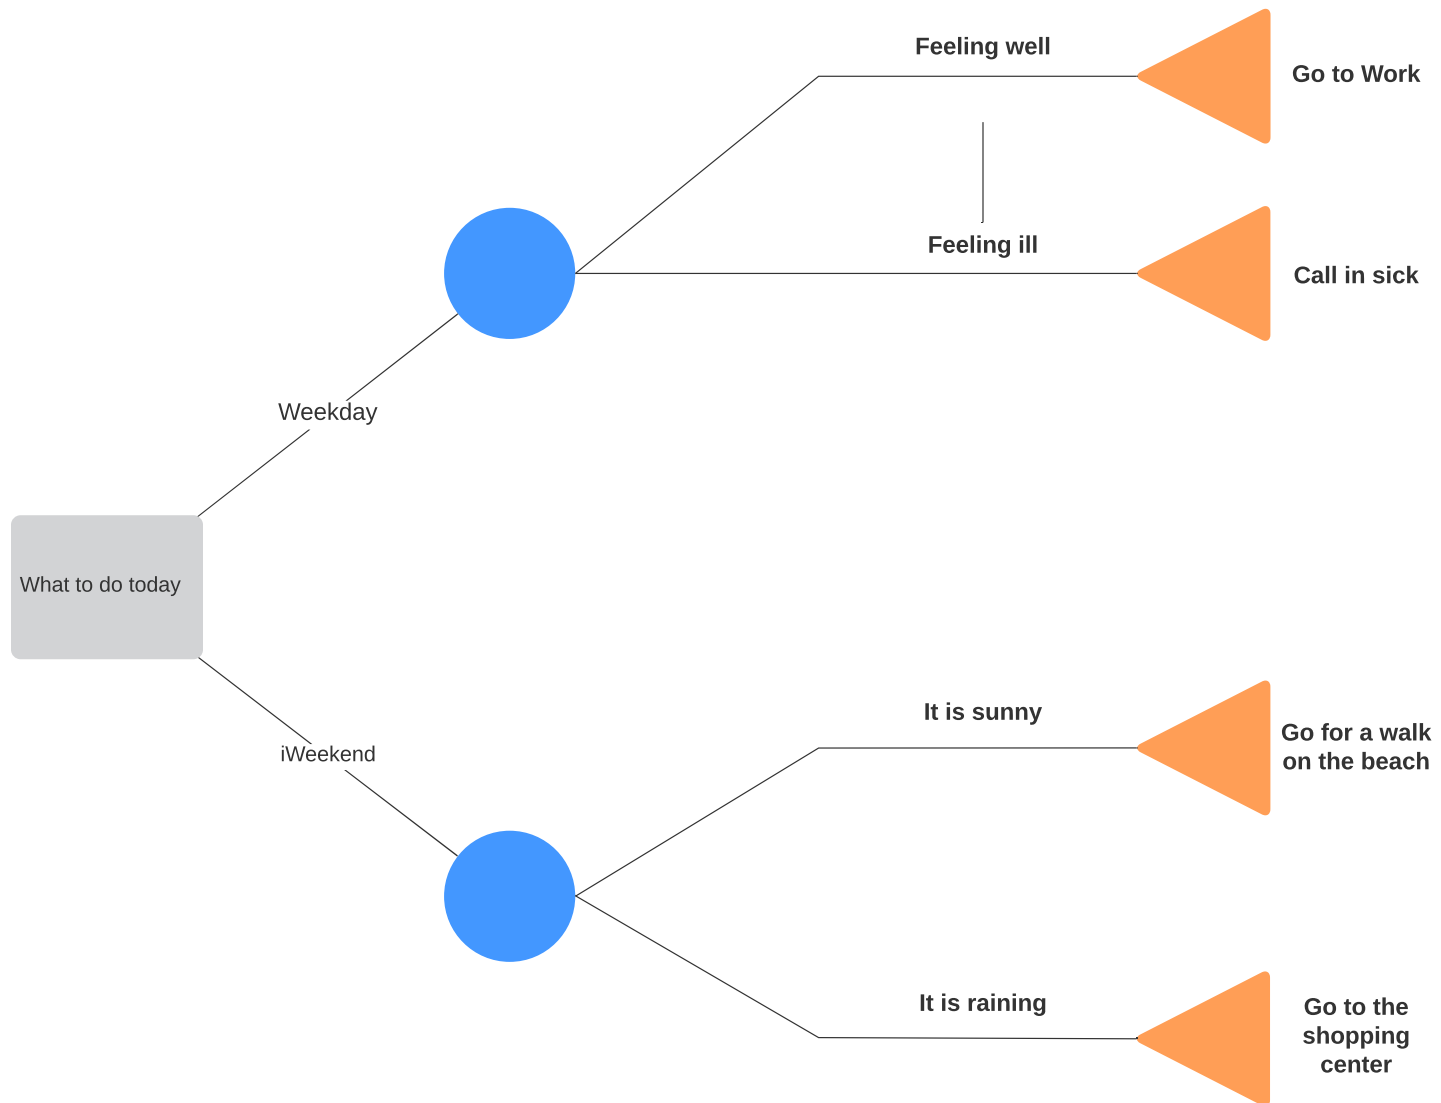 Feeling well
Go to Work
Feeling ill
Call in sick
Weekday
What to do today
iWeekend
It is sunny
Go for a walk
on the beach
It is raining
Go to the
shopping
center